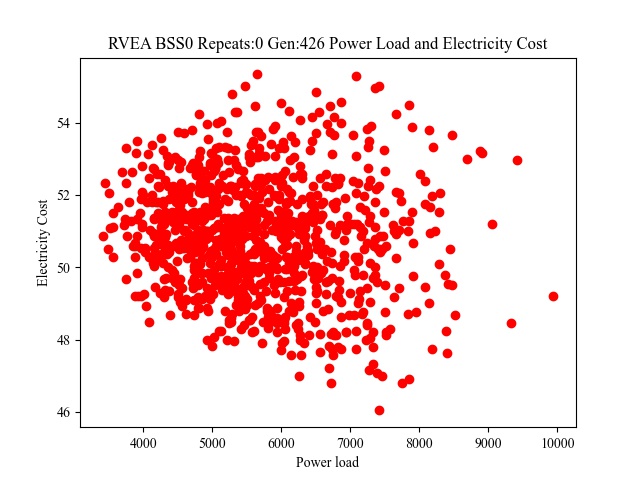 RVEA BSS0 Repeats:0 Gen:426 Power Load and Electricity Cost
54
52
50
48
46
Electricity Cost
4000 5000 6000 7000 8000 9000 10000
Power load